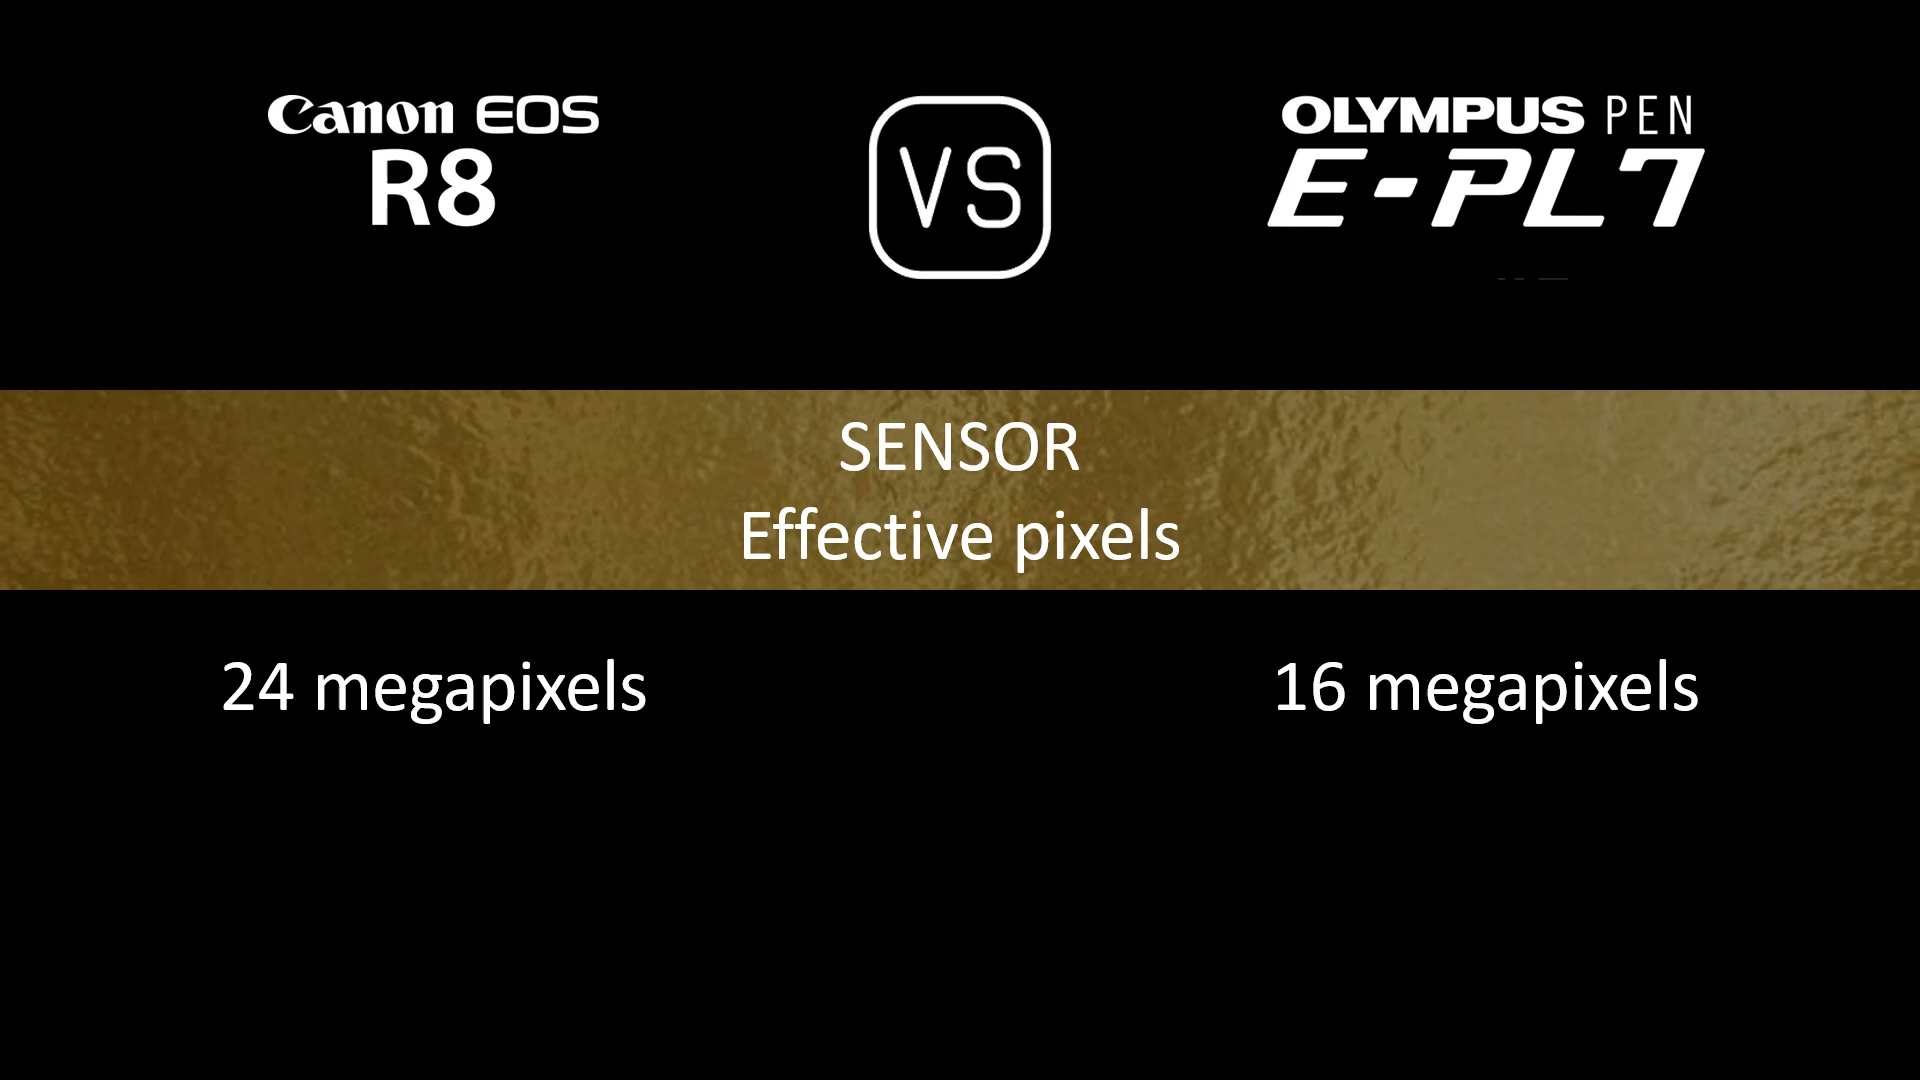 Canon EOS
R8
VS
OLYMPUS PEN
E-PL7
SENSOR
Effective pixels
24 megapixels
16 megapixels